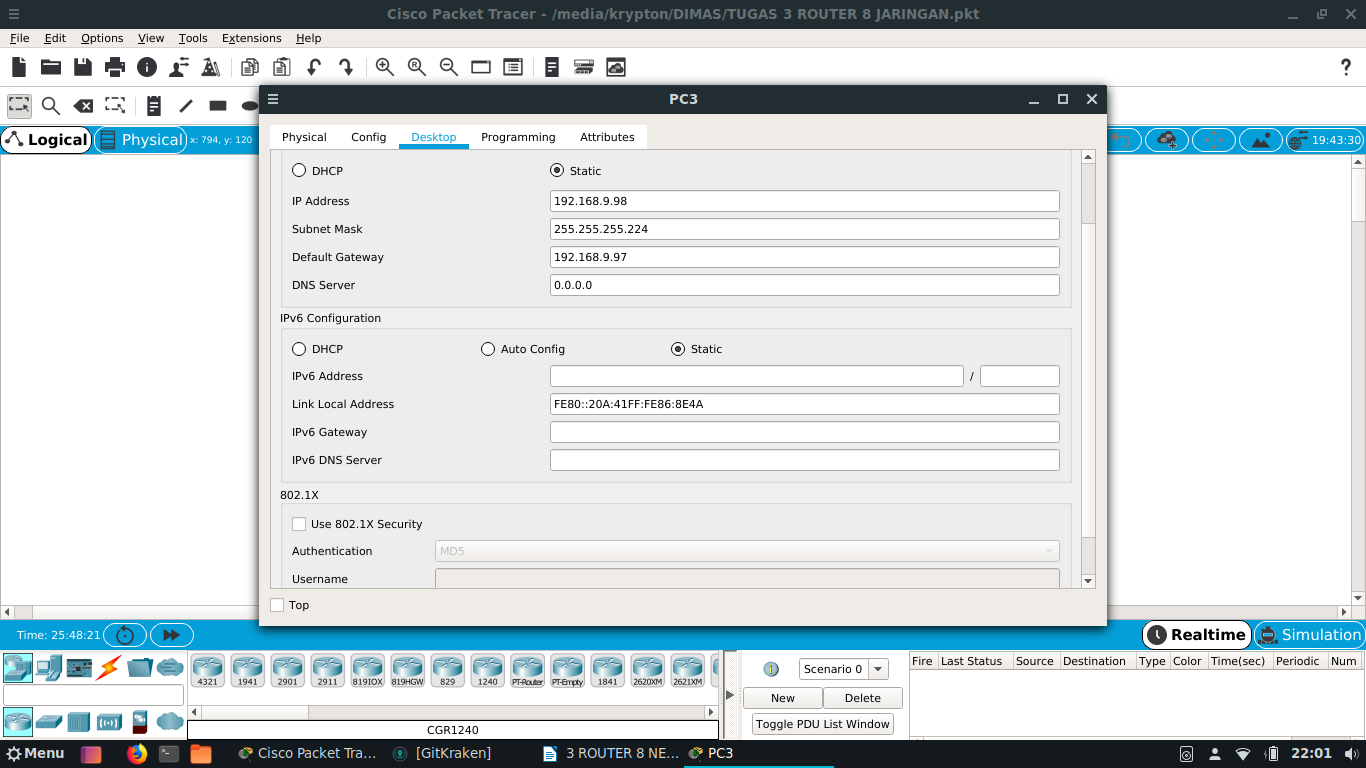 Cisco Packet Tracer - /media/krypton/DIMAS/TUGAS 3 ROUTER 8 JARINGAN.pkt
File Edit Options View Tools Extensions Help
?
PC3
Physical Config Desktop Programming Attributes
Logical Physical x: 794, y: 120 19:43:30
DHCP Static
IP Address 192.168.9.98
Subnet Mask 255.255.255.224
Default Gateway 192.168.9.97
DNS Server 0.0.0.0
IPv6 Configuration
DHCP Auto Config Static
IPv6 Address /
Link Local Address FE80::20A:41FF:FE86:8E4A
IPv6 Gateway
IPv6 DNS Server
802.1X
Use 802.1X Security
Authentication MD5
Username
Top
Time: 25:48:21 Realtime Simulation
4321 1941 2901 2911 819IOX 819HGW 829 1240 PT-Router PT-Empty 1841 2620XM 2621XM
Scenario 0
New Delete
Toggle PDU List Window
Fire Last Status Source Destination Type Color Time(sec) Periodic Num
CGR1240
Menu Cisco Packet Tra... [GitKraken] 3 ROUTER 8 NE... PC3 22:01